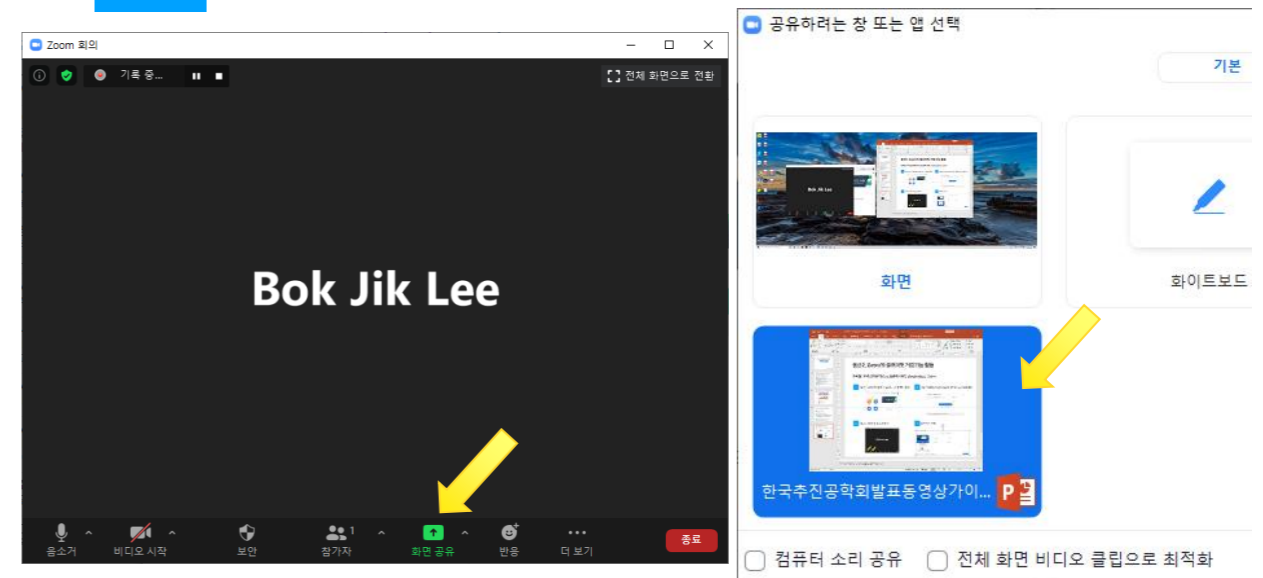 Zoom 회의
기록 중...
전체 화면으로 전환
Bok Jik Lee
음소거
비디오 시작
보안
1
참가자
화면 공유
반응
더 보기
종료
공유하려는 창 또는 앱 선택
기본
화면
화이트보드
한국추진공학회발표동영상가이...
P
컴퓨터 소리 공유
전체 화면 비디오 클립으로 최적화